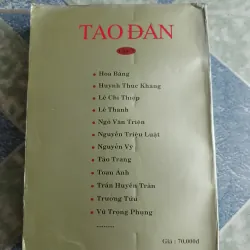 TAO ĐÀN
Hoa Bằng
Huỳnh Thúc Kháng
Lê Chí Thiệp
Lê Thanh
Ngô Văn Triện
Nguyễn Triệu Luật
Nguyễn Vỹ
Tảo Trang
Toan Ánh
Trần Huyền Trân
Trương Tửu
Vũ Trọng Phụng
........
Giá : 70.000đ